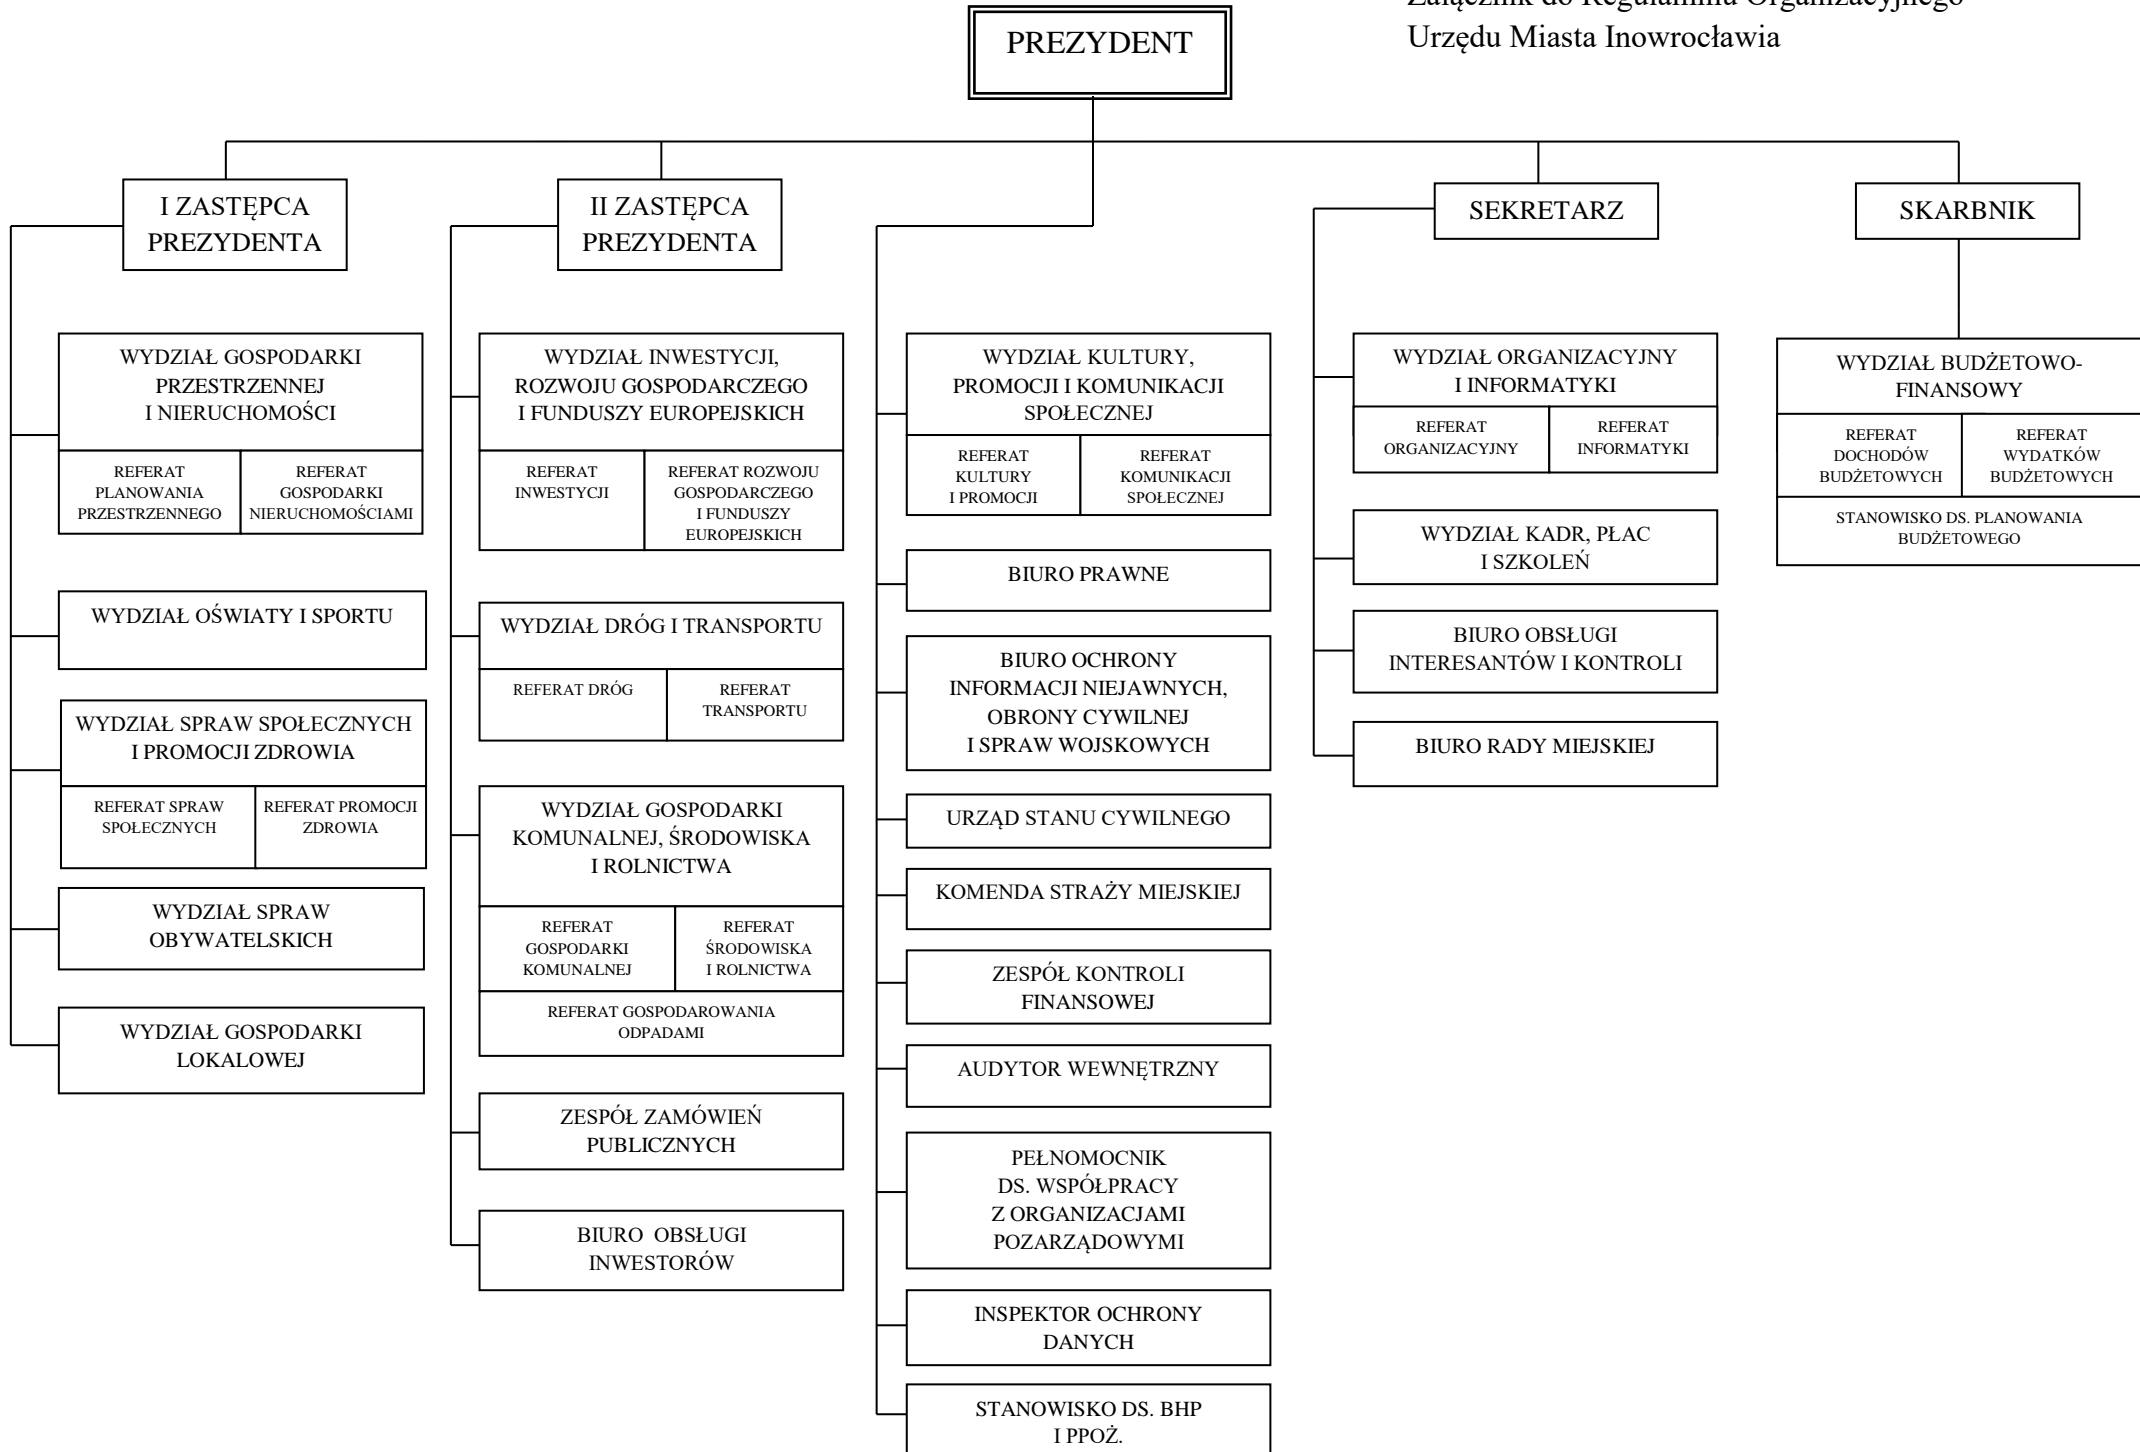 Załącznik do Regulaminu Organizacyjnego
Urzędu Miasta Inowrocławia
PREZYDENT
I ZASTĘPCA
PREZYDENTA
II ZASTĘPCA
PREZYDENTA
SEKRETARZ
SKARBNIK
WYDZIAŁ GOSPODARKI
PRZESTRZENNEJ
I NIERUCHOMOŚCI
REFERAT
PLANOWANIA
PRZESTRZENNEGO
REFERAT
GOSPODARKI
NIERUCHOMOŚCIAMI
WYDZIAŁ OŚWIATY I SPORTU
WYDZIAŁ SPRAW SPOŁECZNYCH
I PROMOCJI ZDROWIA
REFERAT SPRAW
SPOŁECZNYCH
REFERAT PROMOCJI
ZDROWIA
WYDZIAŁ SPRAW
OBYWATELSKICH
WYDZIAŁ GOSPODARKI
LOKALOWEJ
WYDZIAŁ INWESTYCJI,
ROZWOJU GOSPODARCZEGO
I FUNDUSZY EUROPEJSKICH
REFERAT
INWESTYCJI
REFERAT ROZWOJU
GOSPODARCZEGO
I FUNDUSZY
EUROPEJSKICH
WYDZIAŁ DRÓG I TRANSPORTU
REFERAT DRÓG
REFERAT
TRANSPORTU
WYDZIAŁ GOSPODARKI
KOMUNALNEJ, ŚRODOWISKA
I ROLNICTWA
REFERAT
GOSPODARKI
KOMUNALNEJ
REFERAT
ŚRODOWISKA
I ROLNICTWA
REFERAT GOSPODAROWANIA
ODPADAMI
ZESPÓŁ ZAMÓWIEŃ
PUBLICZNYCH
BIURO OBSŁUGI
INWESTORÓW
WYDZIAŁ KULTURY,
PROMOCJI I KOMUNIKACJI
SPOŁECZNEJ
REFERAT
KULTURY
I PROMOCJI
REFERAT
KOMUNIKACJI
SPOŁECZNEJ
BIURO PRAWNE
BIURO OCHRONY
INFORMACJI NIEJAWNYCH,
OBRONY CYWILNEJ
I SPRAW WOJSKOWYCH
URZĄD STANU CYWILNEGO
KOMENDA STRAŻY MIEJSKIEJ
ZESPÓŁ KONTROLI
FINANSOWEJ
AUDYTOR WEWNĘTRZNY
PEŁNOMOCNIK
DS. WSPÓŁPRACY
Z ORGANIZACJAMI
POZARZĄDOWYMI
INSPEKTOR OCHRONY
DANYCH
STANOWISKO DS. BHP
I PPOŻ.
WYDZIAŁ ORGANIZACYJNY
I INFORMATYKI
REFERAT
ORGANIZACYJNY
REFERAT
INFORMATYKI
WYDZIAŁ KADR, PŁAC
I SZKOLEŃ
BIURO OBSŁUGI
INTERESANTÓW I KONTROLI
BIURO RADY MIEJSKIEJ
WYDZIAŁ BUDŻETOWO-
FINANSOWY
REFERAT
DOCHODÓW
BUDŻETOWYCH
REFERAT
WYDATKÓW
BUDŻETOWYCH
STANOWISKO DS. PLANOWANIA
BUDŻETOWEGO